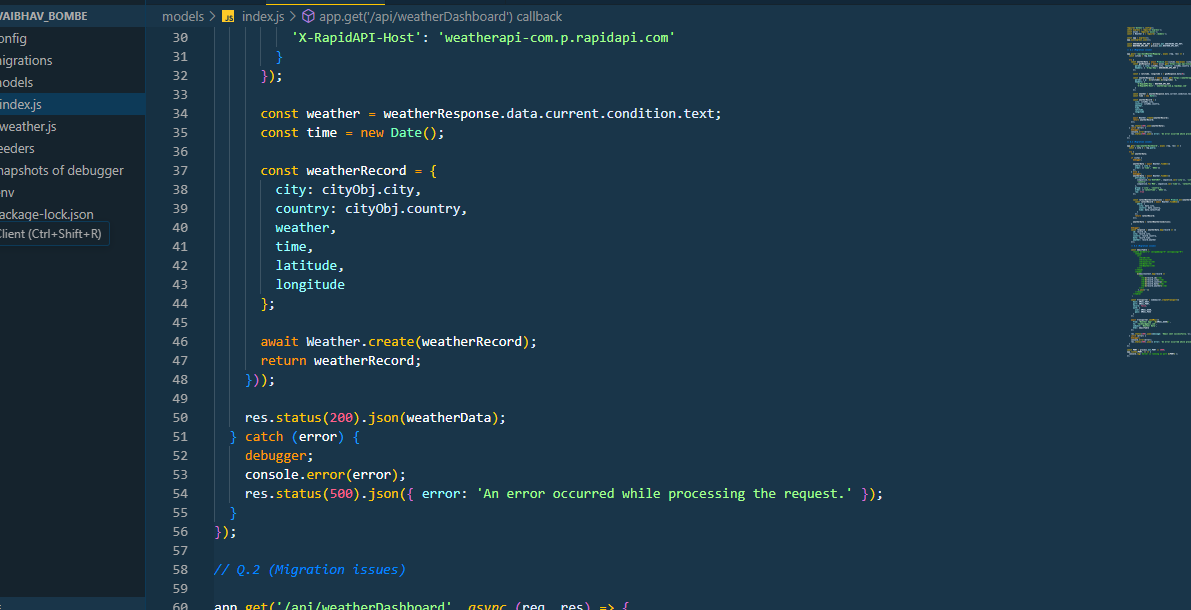 VAIBHAV_BOMBE
onfig
igrations
odels
index.js
weather.js
eeders
napshots of debugger
nv
ackage-lock.json
Client (Ctrl+Shift+R)
models > JS index.js > app.get('/api/weatherDashboard') callback
30 'X-RapidAPI-Host': 'weatherapi-com.p.rapidapi.com'
31 }
32 });
33
34 const weather = weatherResponse.data.current.condition.text;
35 const time = new Date();
36
37 const weatherRecord = {
38 city: cityObj.city,
39 country: cityObj.country,
40 weather,
41 time,
42 latitude,
43 longitude
44 };
45
46 await Weather.create(weatherRecord);
47 return weatherRecord;
48 }));
49
50 res.status(200).json(weatherData);
51 } catch (error) {
52 debugger;
53 console.error(error);
54 res.status(500).json({ error: 'An error occurred while processing the request.' });
55 }
56 });
57
58 // Q.2 (Migration issues)
59
60 app.get('/api/weatherDashboard', async (req, res) => {